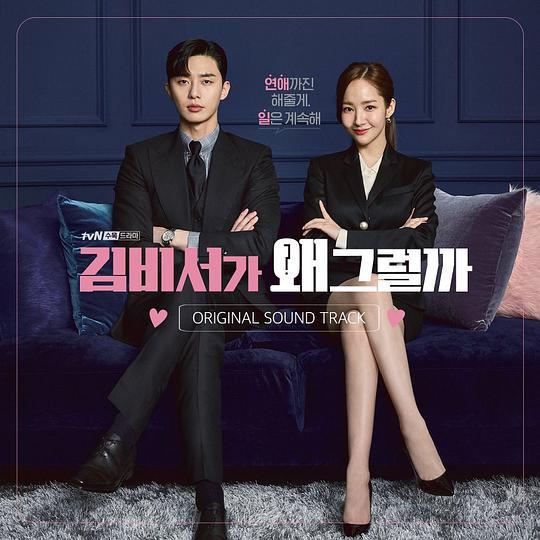 연애까진
해줄게,
일은 계속해
tvN 수목 드라마
김비서가 왜 그럴까
ORIGINAL SOUND TRACK